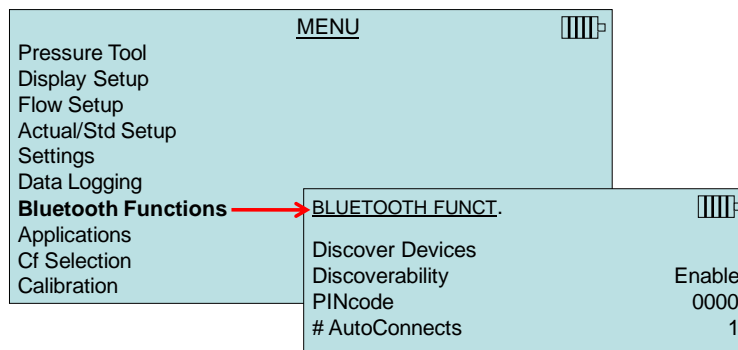 MENU
Pressure Tool
Display Setup
Flow Setup
Actual/Std Setup
Settings
Data Logging
Bluetooth Functions
Applications
Cf Selection
Calibration
BLUETOOTH FUNCT.
Discover Devices
Discoverability Enable
PINcode 0000
# AutoConnects 1